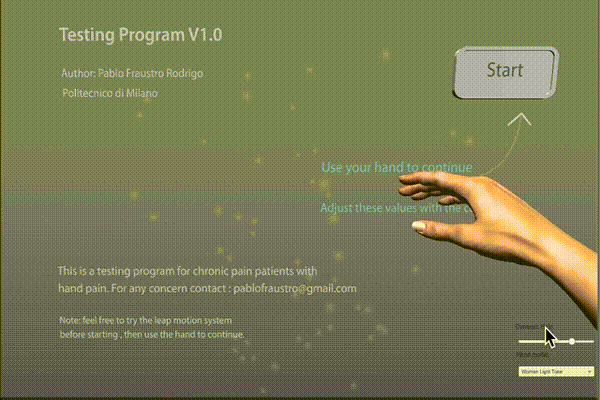 Testing Program V1.0
Author: Pablo Fraustro Rodrigo
Politecnico di Milano
Start
Use your hand to continue
Adjust these values with the
This is a testing program for chronic pain patients with
hand pain. For any concern contact : pablofraustro@gmail.com
Note: feel free to try the leap motion system
before starting , then use the hand to continue.
Woman Light Tone